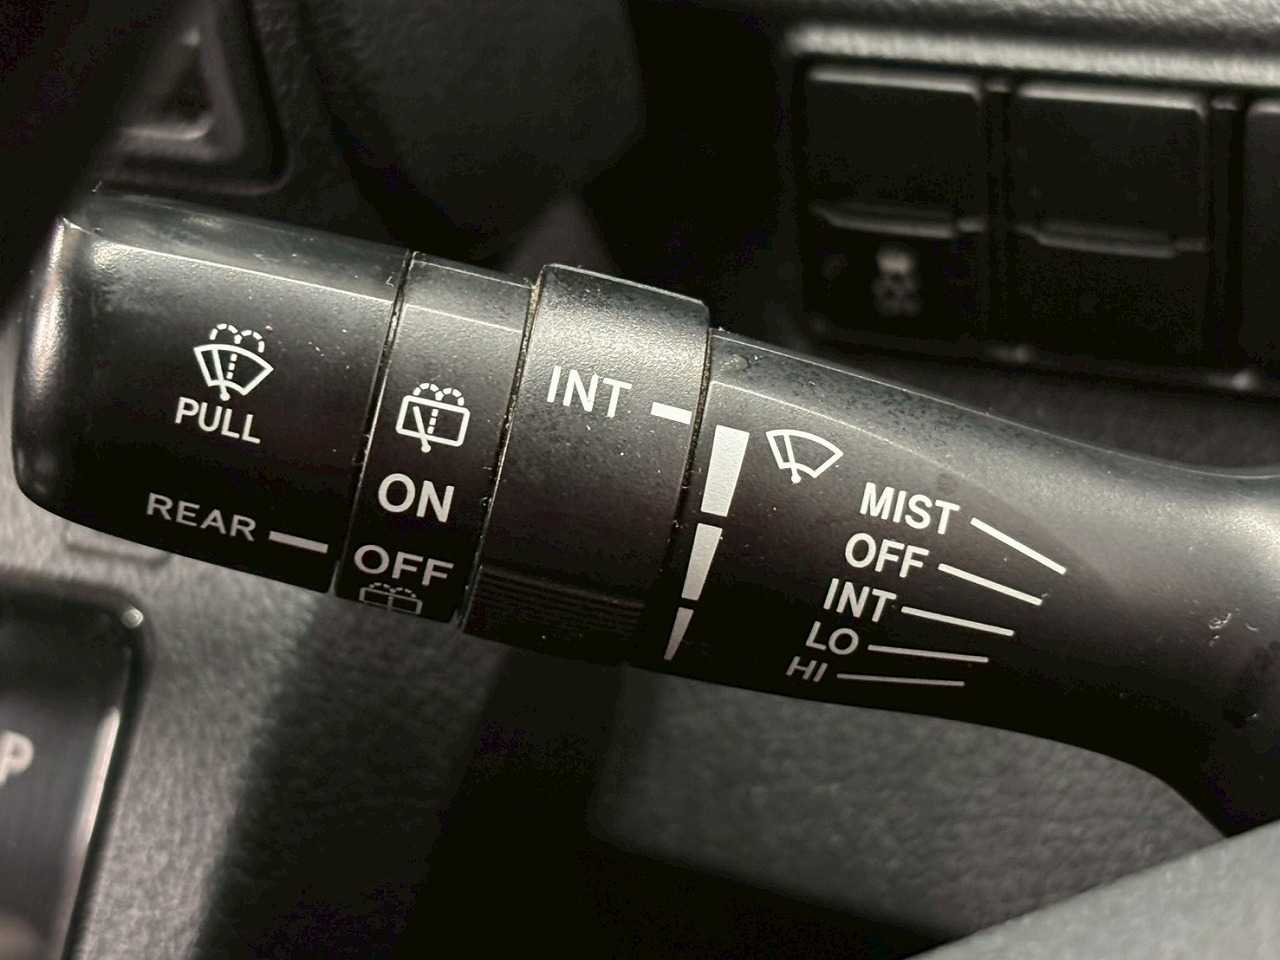 PULL
REAR
ON
OFF
INT
MIST
OFF
INT
LO
HI
P